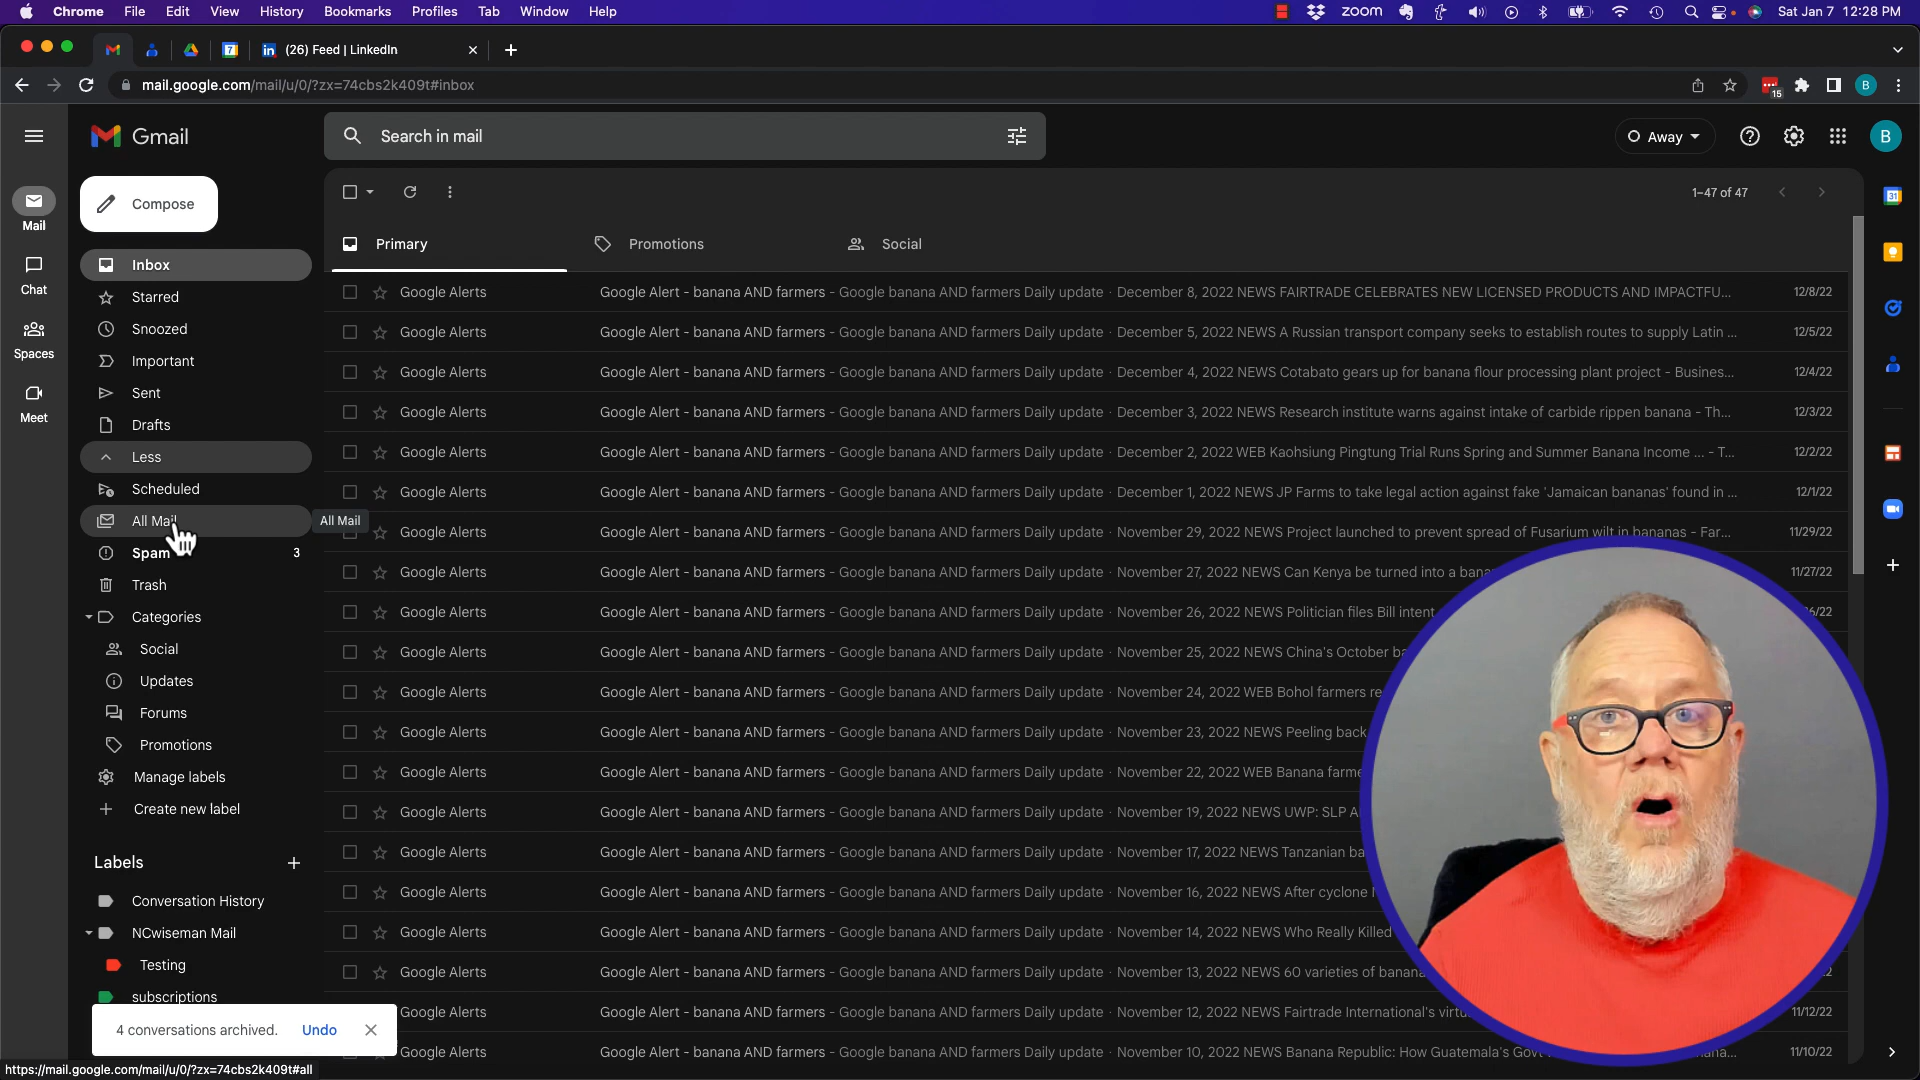 Chrome File Edit View History Bookmarks Profiles Tab Window Help
zoom
Sat Jan 7 12:28 PM
(26) Feed | LinkedIn
mail.google.com/mail/u/0/?zx=74cbs2k409t#inbox
15
B
Gmail
Search in mail
Away
B
Compose
1–47 of 47
Mail
Chat
Spaces
Meet
Inbox
Starred
Snoozed
Important
Sent
Drafts
Less
Scheduled
All Mail
All Mail
Spam 3
Trash
Categories
Social
Updates
Forums
Promotions
Manage labels
Create new label
Labels
Conversation History
NCwiseman Mail
Testing
subscriptions
Primary Promotions Social
Google Alerts Google Alert - banana AND farmers - Google banana AND farmers Daily update · December 8, 2022 NEWS FAIRTRADE CELEBRATES NEW LICENSED PRODUCTS AND IMPACTFU... 12/8/22
Google Alerts Google Alert - banana AND farmers - Google banana AND farmers Daily update · December 5, 2022 NEWS A Russian transport company seeks to establish routes to supply Latin ... 12/5/22
Google Alerts Google Alert - banana AND farmers - Google banana AND farmers Daily update · December 4, 2022 NEWS Cotabato gears up for banana flour processing plant project - Busines... 12/4/22
Google Alerts Google Alert - banana AND farmers - Google banana AND farmers Daily update · December 3, 2022 NEWS Research institute warns against intake of carbide rippen banana - Th... 12/3/22
Google Alerts Google Alert - banana AND farmers - Google banana AND farmers Daily update · December 2, 2022 WEB Kaohsiung Pingtung Trial Runs Spring and Summer Banana Income ... - T... 12/2/22
Google Alerts Google Alert - banana AND farmers - Google banana AND farmers Daily update · December 1, 2022 NEWS JP Farms to take legal action against fake 'Jamaican bananas' found in ... 12/1/22
Google Alerts Google Alert - banana AND farmers - Google banana AND farmers Daily update · November 29, 2022 NEWS Project launched to prevent spread of Fusarium wilt in bananas - Far... 11/29/22
Google Alerts Google Alert - banana AND farmers - Google banana AND farmers Daily update · November 27, 2022 NEWS Can Kenya be turned into a bana 11/27/22
Google Alerts Google Alert - banana AND farmers - Google banana AND farmers Daily update · November 26, 2022 NEWS Politician files Bill intent 6/22
Google Alerts Google Alert - banana AND farmers - Google banana AND farmers Daily update · November 25, 2022 NEWS China's October ba
Google Alerts Google Alert - banana AND farmers - Google banana AND farmers Daily update · November 24, 2022 WEB Bohol farmers re
Google Alerts Google Alert - banana AND farmers - Google banana AND farmers Daily update · November 23, 2022 NEWS Peeling back
Google Alerts Google Alert - banana AND farmers - Google banana AND farmers Daily update · November 22, 2022 WEB Banana farme
Google Alerts Google Alert - banana AND farmers - Google banana AND farmers Daily update · November 19, 2022 NEWS UWP: SLP A
Google Alerts Google Alert - banana AND farmers - Google banana AND farmers Daily update · November 17, 2022 NEWS Tanzanian ba
Google Alerts Google Alert - banana AND farmers - Google banana AND farmers Daily update · November 16, 2022 NEWS After cyclone
Google Alerts Google Alert - banana AND farmers - Google banana AND farmers Daily update · November 14, 2022 NEWS Who Really Killed
Google Alerts Google Alert - banana AND farmers - Google banana AND farmers Daily update · November 13, 2022 NEWS 60 varieties of banana
Google Alerts Google Alert - banana AND farmers - Google banana AND farmers Daily update · November 12, 2022 NEWS Fairtrade International's virtu 11/12/22
Google Alerts Google Alert - banana AND farmers - Google banana AND farmers Daily update · November 10, 2022 NEWS Banana Republic: How Guatemala's Gov ana... 11/10/22
4 conversations archived. Undo
https://mail.google.com/mail/u/0/?zx=74cbs2k409t#all